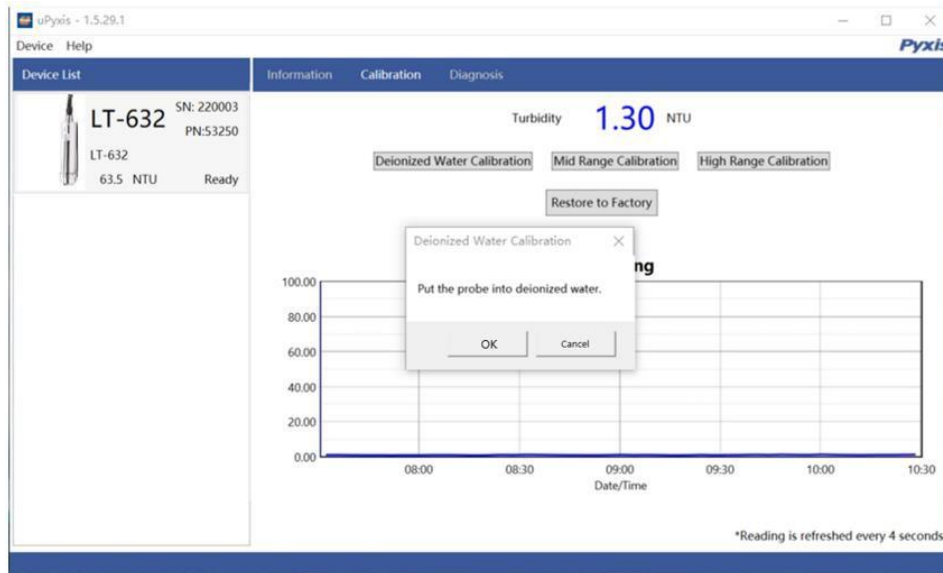 uPyxis - 1.5.29.1
Device Help
Pyxis
Device List
Information Calibration Diagnosis
LT-632
SN: 220003
PN:53250
LT-632
63.5 NTU Ready
Turbidity 1.30 NTU
Deionized Water Calibration Mid Range Calibration High Range Calibration
Restore to Factory
Deionized Water Calibration
Put the probe into deionized water.
OK Cancel
ng
100.00
80.00
60.00
40.00
20.00
0.00
08:00 08:30 09:00 09:30 10:00 10:30
Date/Time
*Reading is refreshed every 4 seconds